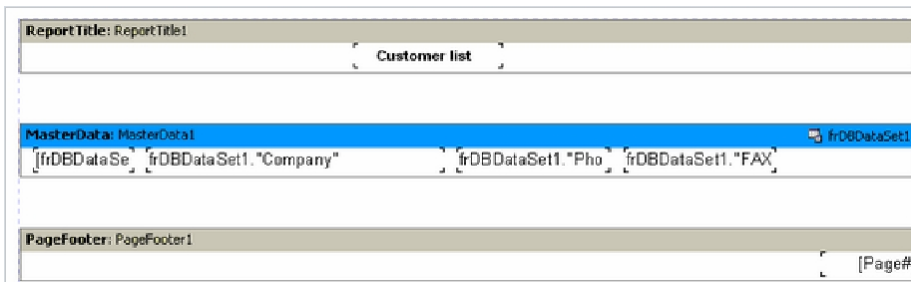 ReportTitle: ReportTitle1
Customer list
MasterData: MasterData1 frDBDataSet1
[frDBDataSe frDBDataSet1."Company" frDBDataSet1."Pho frDBDataSet1."FAX
PageFooter: PageFooter1
[Page#